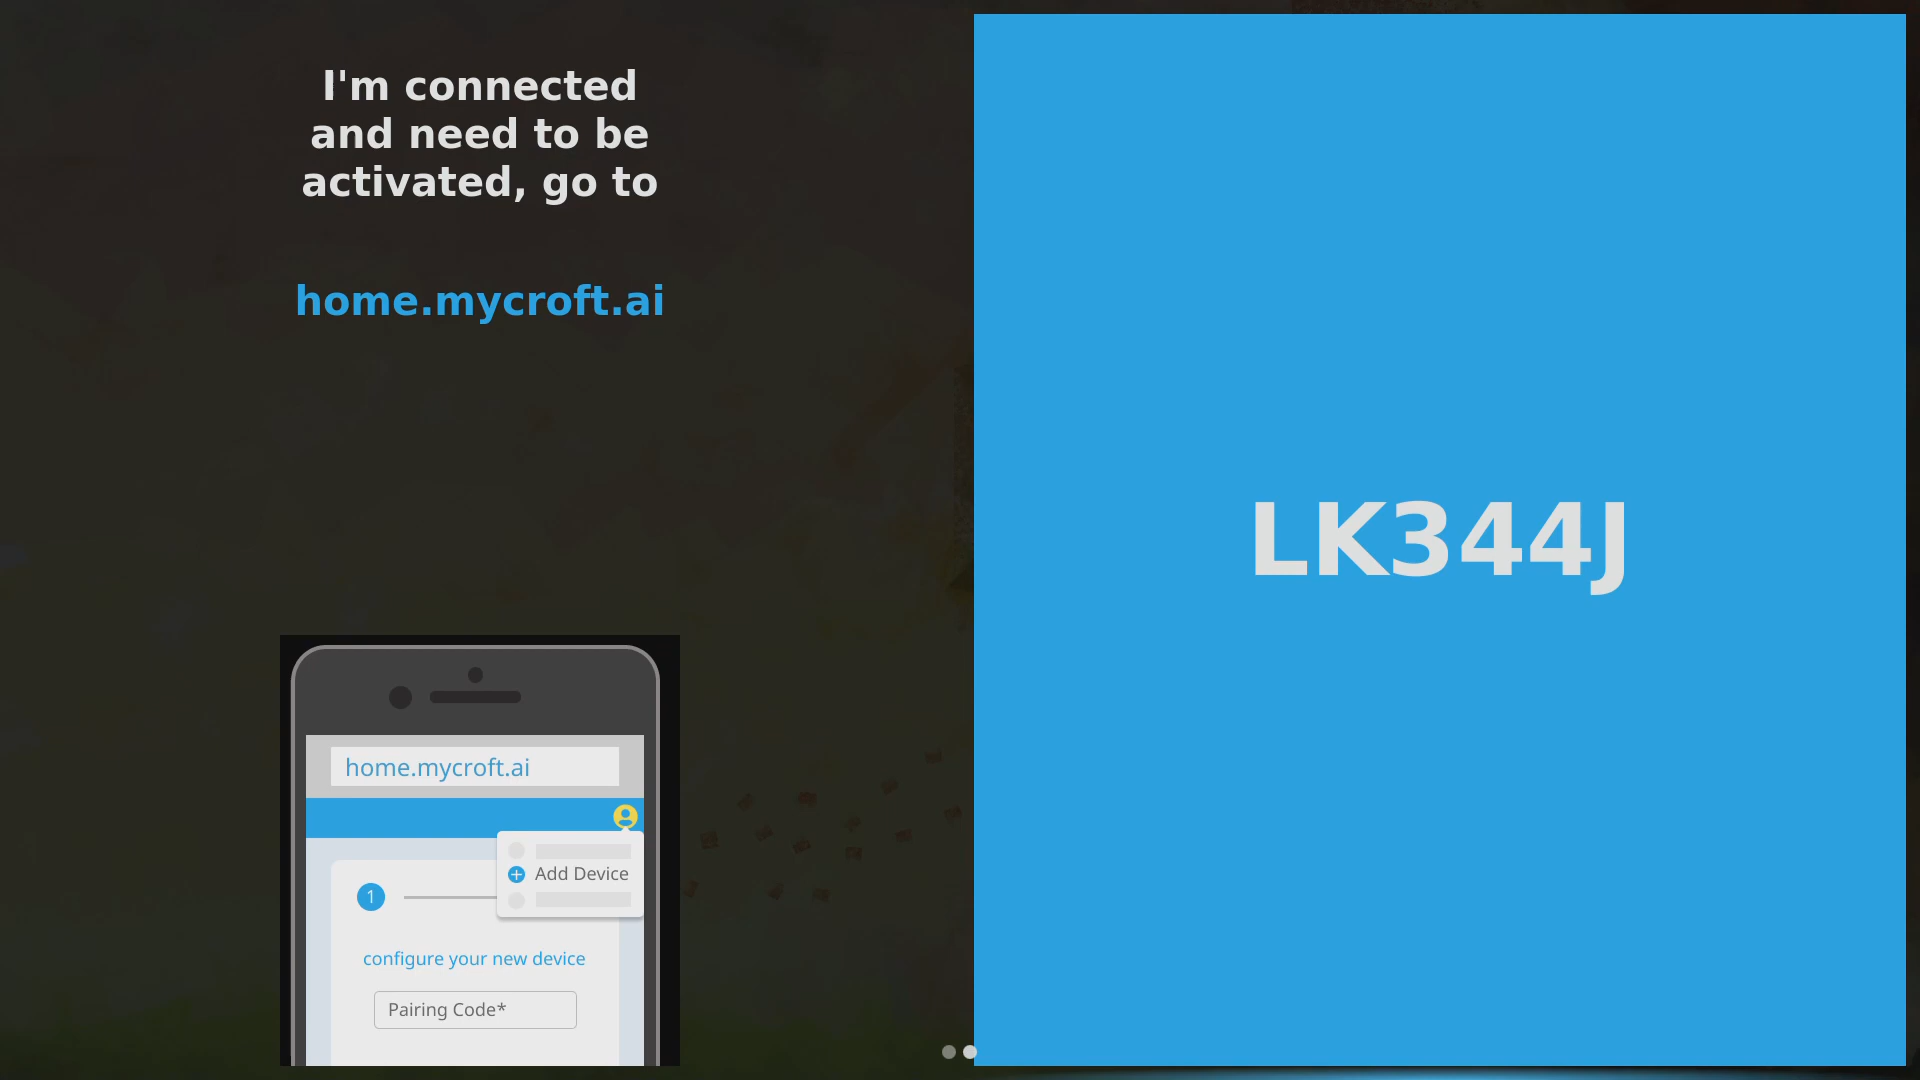 I'm connected
and need to be
activated, go to
home.mycroft.ai
LK344J
home.mycroft.ai
Add Device
1
configure your new device
Pairing Code*